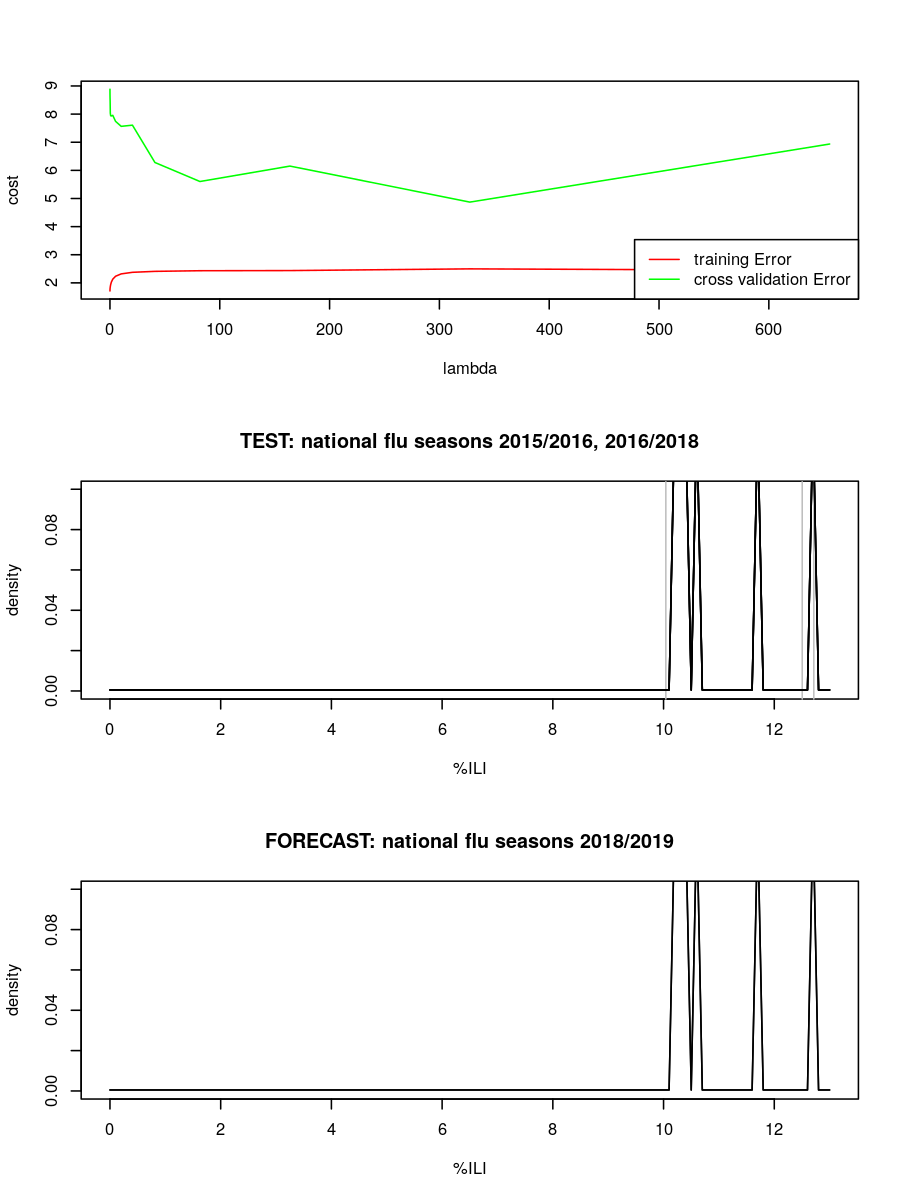 9
8
7
6
5
4
3
2
cost
training Error
cross validation Error
0 100 200 300 400 500 600
lambda
TEST: national flu seasons 2015/2016, 2016/2018
0.08
0.04
0.00
density
0 2 4 6 8 10 12
%ILI
FORECAST: national flu seasons 2018/2019
0.08
0.04
0.00
density
0 2 4 6 8 10 12
%ILI